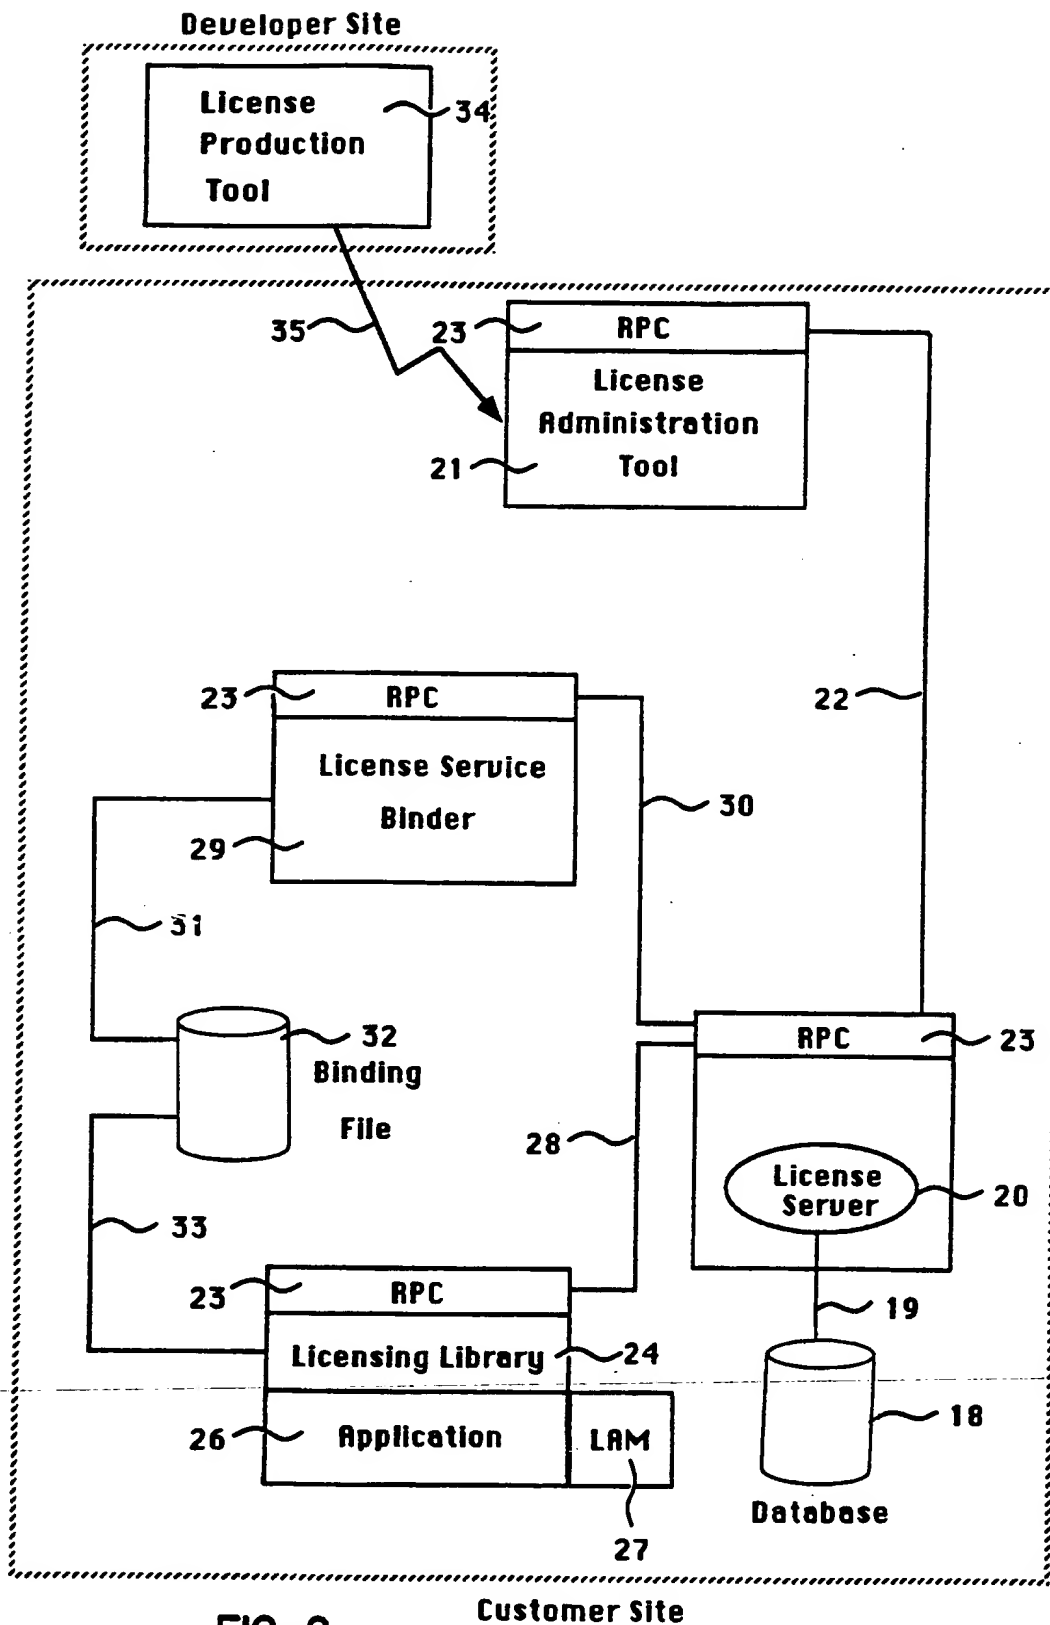 Developer Site
License
Production
Tool
34
35
23
RPC
License
Administration
Tool
21
22
23
RPC
License Service
Binder
29
30
31
32
Binding
File
RPC
23
28
License
Server
20
33
23
RPC
19
Licensing Library
24
18
26
Application
LAM
Database
27
Customer Site